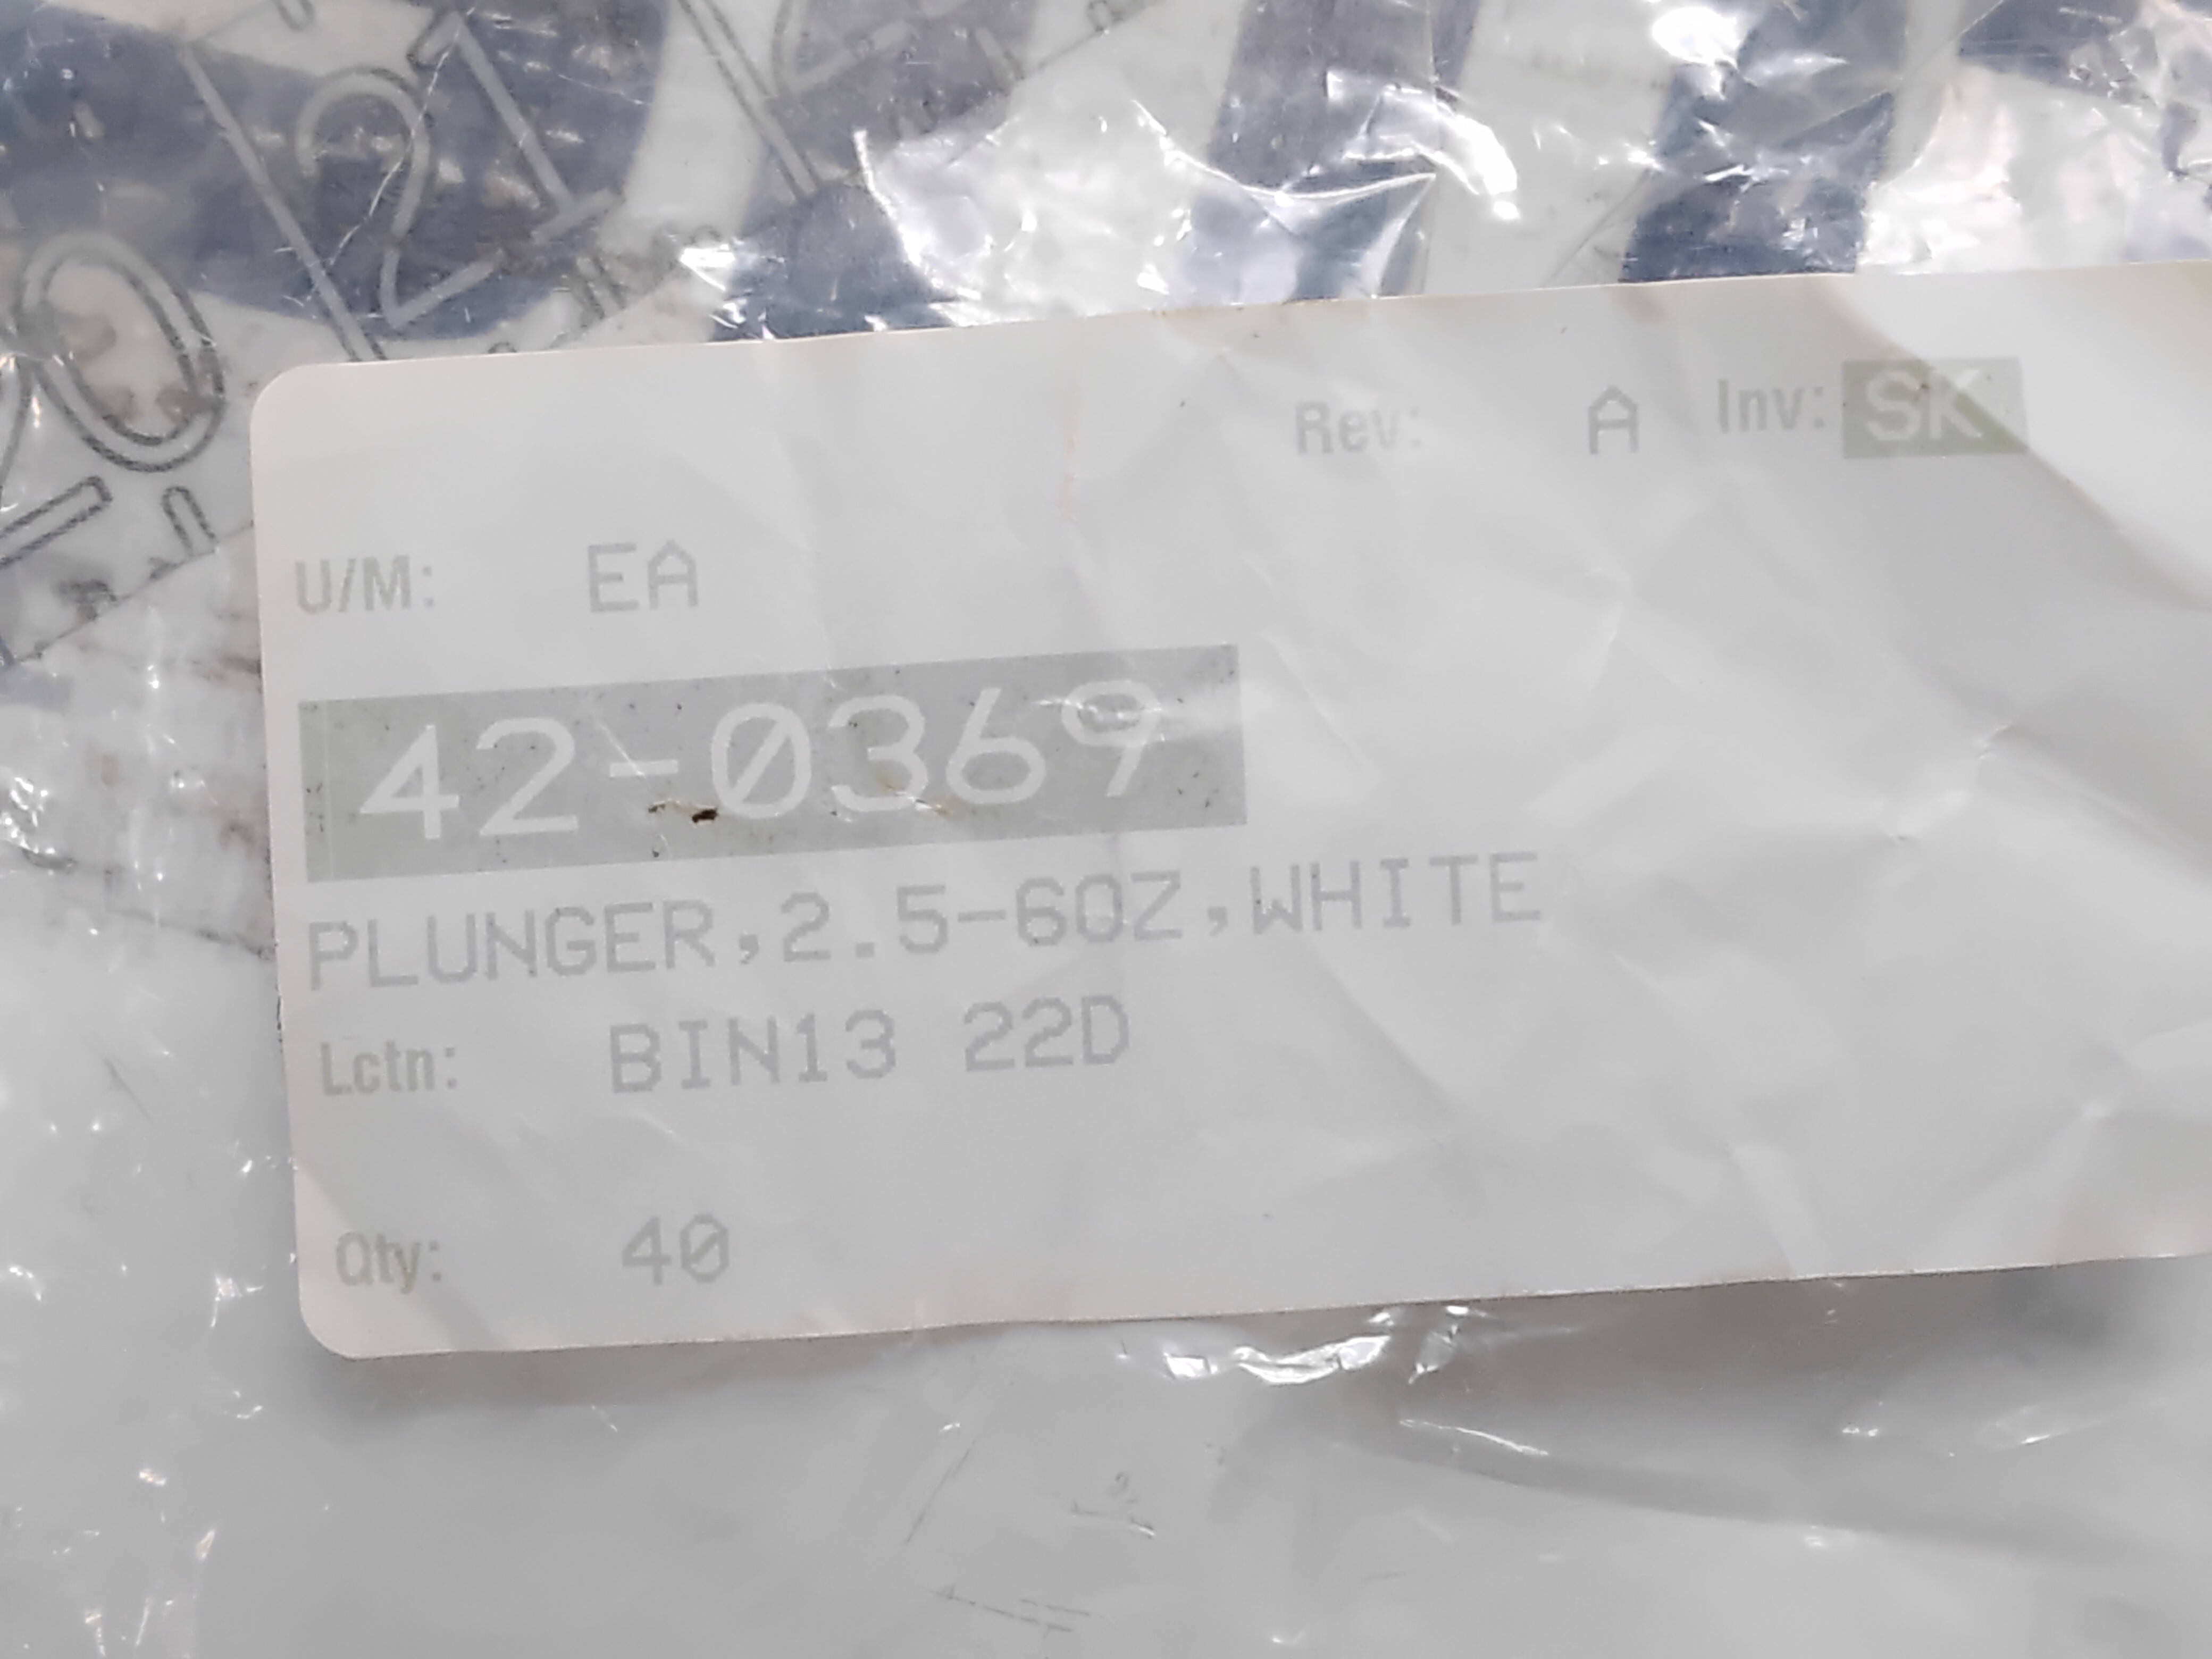 Rev: A Inv: SK
U/M: EA
42-0369
PLUNGER,2.5-6OZ,WHITE
Lctn: BIN13 22D
Qty: 40